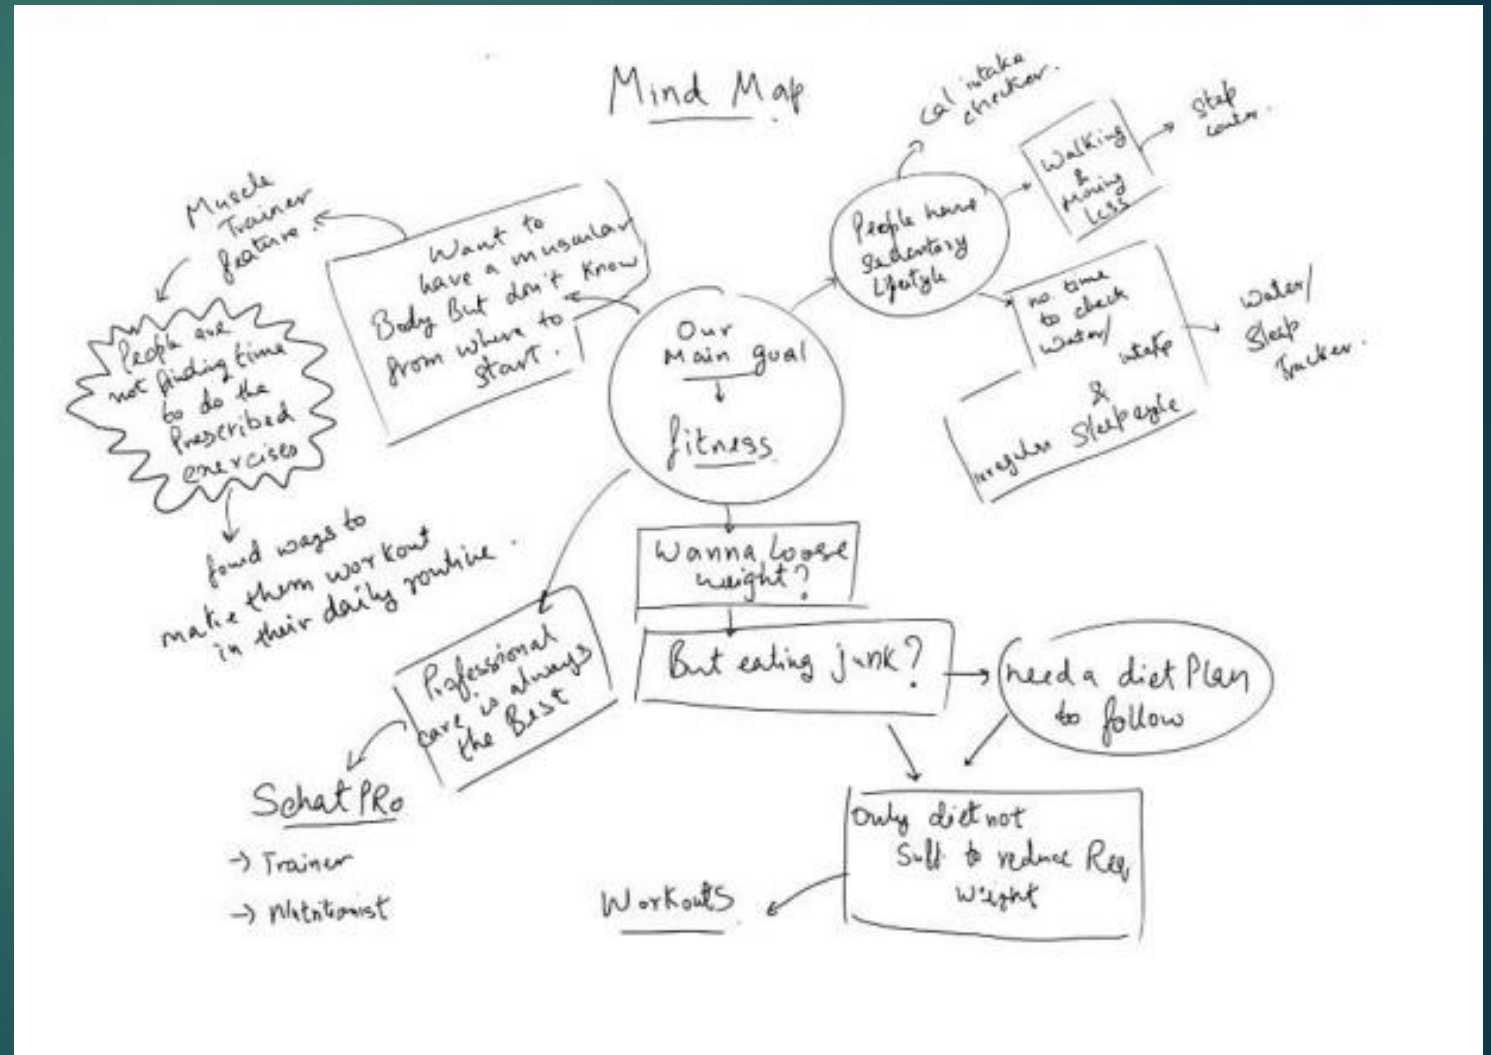 Mind Map
Our
Main goal
fitness
Want to
have a muscular
Body But don't know
from where to
start.
Muscle
Trainer
feature.
People are
not finding time
to do the
Prescribed
exercises
found ways to
make them workout
in their daily routine.
People have
Sedentary
Lifestyle
cal intake
checker.
Walking
&
Moving
Less
Step
no time
to check
water/
intake
&
irregular Sleep cycle
Water/
Sleep
Tracker.
Wanna Loose
weight?
But eating junk?
need a diet Plan
to follow
Only diet not
Suff to reduce Req
Weight
Workouts
Professional
care is always
the Best
Sehat PRo
→ Trainer
→ Nutritionist